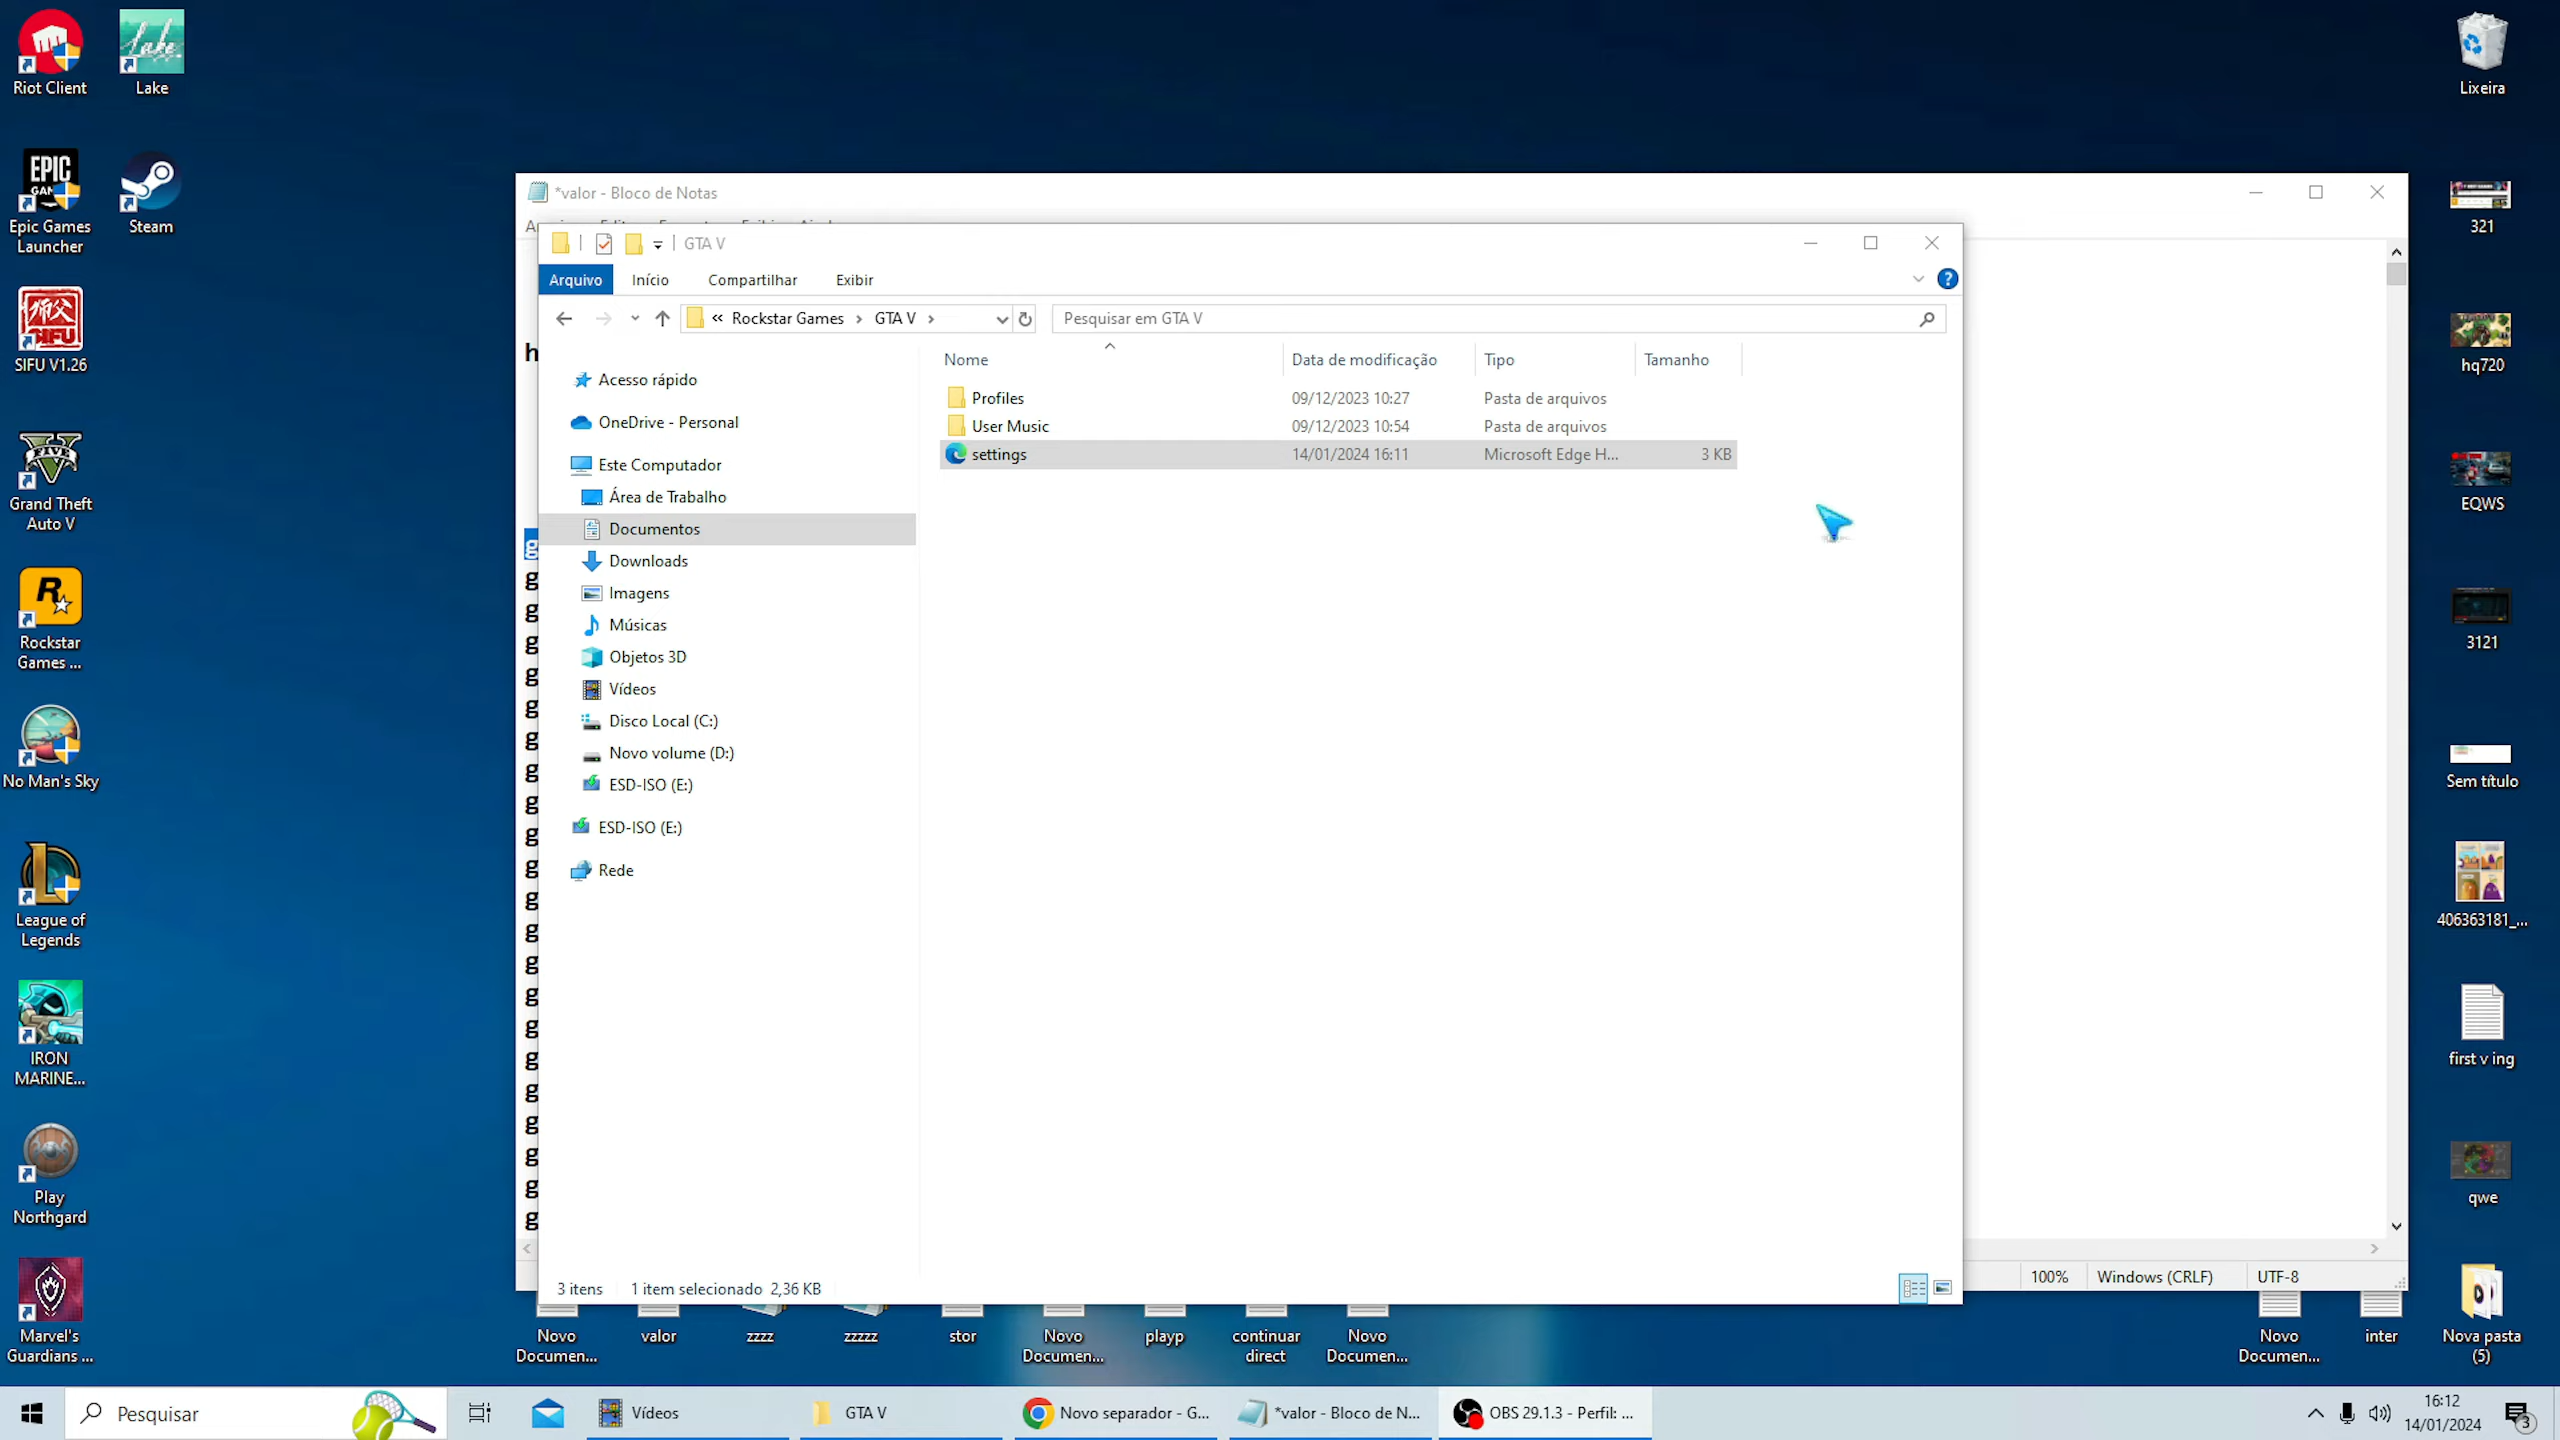 Riot Client
Lake
Epic Games
Launcher
Steam
SIFU V1.26
Grand Theft
Auto V
Rockstar
Games ...
No Man's Sky
League of
Legends
IRON
MARINE...
Play
Northgard
Marvel's
Guardians ...
*valor - Bloco de Notas
GTA V
Arquivo
Início
Compartilhar
Exibir
« Rockstar Games > GTA V >
Pesquisar em GTA V
Nome
Data de modificação
Tipo
Tamanho
Profiles 09/12/2023 10:27 Pasta de arquivos
User Music 09/12/2023 10:54 Pasta de arquivos
settings 14/01/2024 16:11 Microsoft Edge H... 3 KB
Acesso rápido
OneDrive - Personal
Este Computador
Área de Trabalho
Documentos
Downloads
Imagens
Músicas
Objetos 3D
Vídeos
Disco Local (C:)
Novo volume (D:)
ESD-ISO (E:)
ESD-ISO (E:)
Rede
3 itens
1 item selecionado 2,36 KB
100%
Windows (CRLF)
UTF-8
Lixeira
321
hq720
EQWS
3121
Sem título
406363181_...
first v ing
qwe
Nova pasta
(5)
Novo
Documen...
valor
zzzz
zzzzz
stor
Novo
Documen...
playp
continuar
direct
Novo
Documen...
Novo
Documen...
inter
Pesquisar
Vídeos
GTA V
Novo separador - G...
*valor - Bloco de N...
OBS 29.1.3 - Perfil: ...
16:12
14/01/2024
3